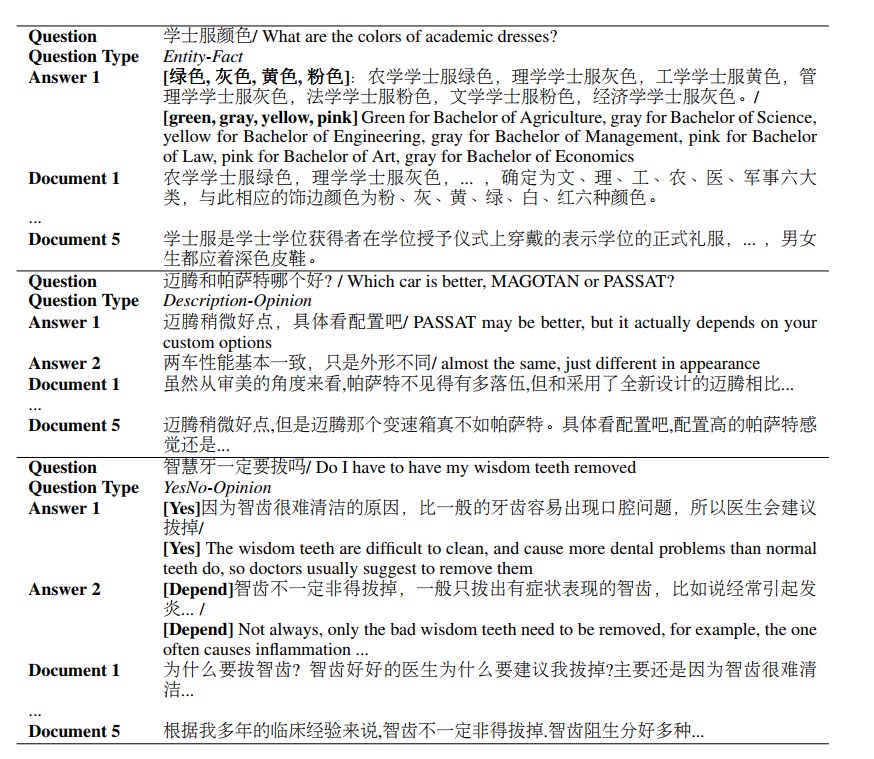 Question 学士服颜色/ What are the colors of academic dresses?
Question Type Entity-Fact
Answer 1 [绿色, 灰色, 黄色, 粉色]：农学学士服绿色，理学学士服灰色，工学学士服黄色，管
理学学士服灰色，法学学士服粉色，文学学士服粉色，经济学学士服灰色。/
[green, gray, yellow, pink] Green for Bachelor of Agriculture, gray for Bachelor of Science,
yellow for Bachelor of Engineering, gray for Bachelor of Management, pink for Bachelor
of Law, pink for Bachelor of Art, gray for Bachelor of Economics
Document 1 农学学士服绿色，理学学士服灰色，... ，确定为文、理、工、农、医、军事六大
类，与此相应的饰边颜色为粉、灰、黄、绿、白、红六种颜色。
...
Document 5 学士服是学士学位获得者在学位授予仪式上穿戴的表示学位的正式礼服，... ，男女
生都应着深色皮鞋。
Question 迈腾和帕萨特哪个好? / Which car is better, MAGOTAN or PASSAT?
Question Type Description-Opinion
Answer 1 迈腾稍微好点，具体看配置吧/ PASSAT may be better, but it actually depends on your
custom options
Answer 2 两车性能基本一致，只是外形不同/ almost the same, just different in appearance
Document 1 虽然从审美的角度来看,帕萨特不见得有多落伍,但和采用了全新设计的迈腾相比...
...
Document 5 迈腾稍微好点,但是迈腾那个变速箱真不如帕萨特。具体看配置吧,配置高的帕萨特感
觉还是...
Question 智慧牙一定要拔吗/ Do I have to have my wisdom teeth removed
Question Type YesNo-Opinion
Answer 1 [Yes]因为智齿很难清洁的原因，比一般的牙齿容易出现口腔问题，所以医生会建议
拔掉/
[Yes] The wisdom teeth are difficult to clean, and cause more dental problems than normal
teeth do, so doctors usually suggest to remove them
Answer 2 [Depend]智齿不一定非得拔掉，一般只拔出有症状表现的智齿，比如说经常引起发
炎... /
[Depend] Not always, only the bad wisdom teeth need to be removed, for example, the one
often causes inflammation ...
Document 1 为什么要拔智齿? 智齿好好的医生为什么要建议我拔掉?主要还是因为智齿很难清
洁...
...
Document 5 根据我多年的临床经验来说,智齿不一定非得拔掉.智齿阻生分好多种...